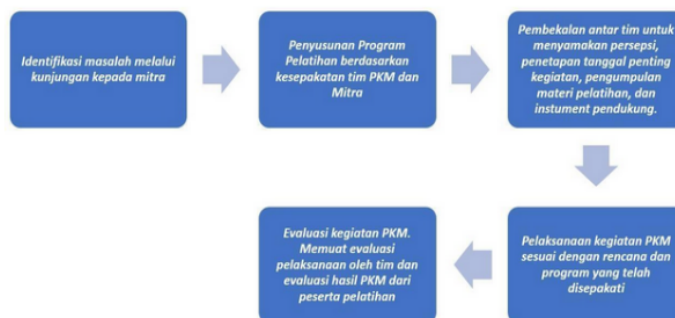 Identifikasi masalah melalui
kunjungan kepada mitra
Penyusunan Program
Pelatihan berdasarkan
kesepakatan tim PKM dan
Mitra
Pembekalan antar tim untuk
menyamakan persepsi,
penetapan tanggal penting
kegiatan, pengumpulan
materi pelatihan, dan
instument pendukung.
Pelaksanaan kegiatan PKM
sesuai dengan rencana dan
program yang telah
disepakati
Evaluasi kegiatan PKM.
Memuat evaluasi
pelaksanaan oleh tim dan
evaluasi hasil PKM dari
peserta pelatihan